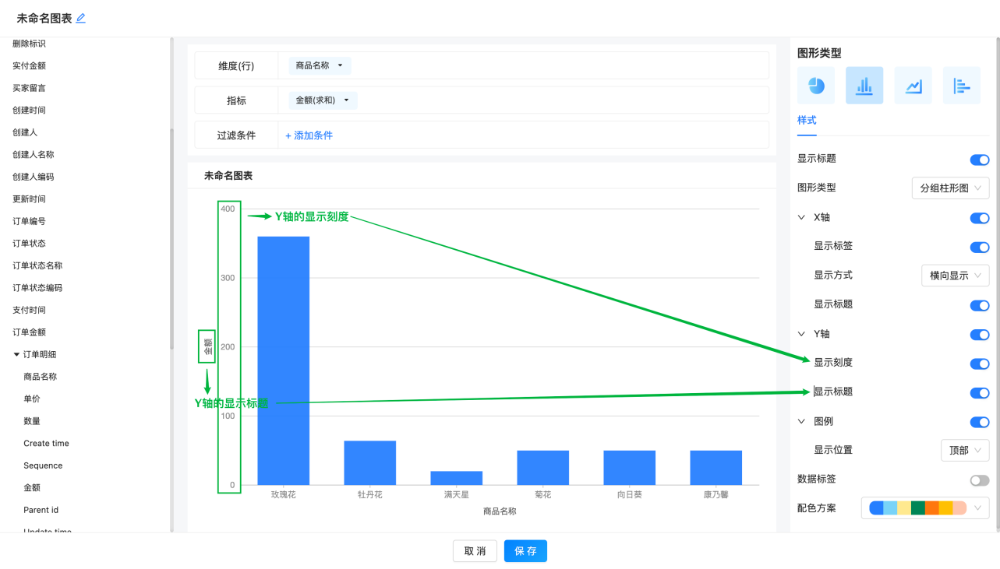 未命名图表
删除标识
实付金额
买家留言
创建时间
创建人
创建人名称
创建人编码
更新时间
订单编号
订单状态
订单状态名称
订单状态编码
支付时间
订单金额
订单明细
商品名称
单价
数量
Create time
Sequence
金额
Parent id
Update time
维度(行)
商品名称
指标
金额(求和)
过滤条件
+ 添加条件
未命名图表
400
Y轴的显示刻度
300
金额
200
Y轴的显示标题
100
0
玫瑰花 牡丹花 满天星 菊花 向日葵 康乃馨
商品名称
图形类型
样式
显示标题
图形类型 分组柱形图
X轴
显示标签
显示方式 横向显示
显示标题
Y轴
显示刻度
显示标题
图例
显示位置 顶部
数据标签
配色方案
取 消
保 存